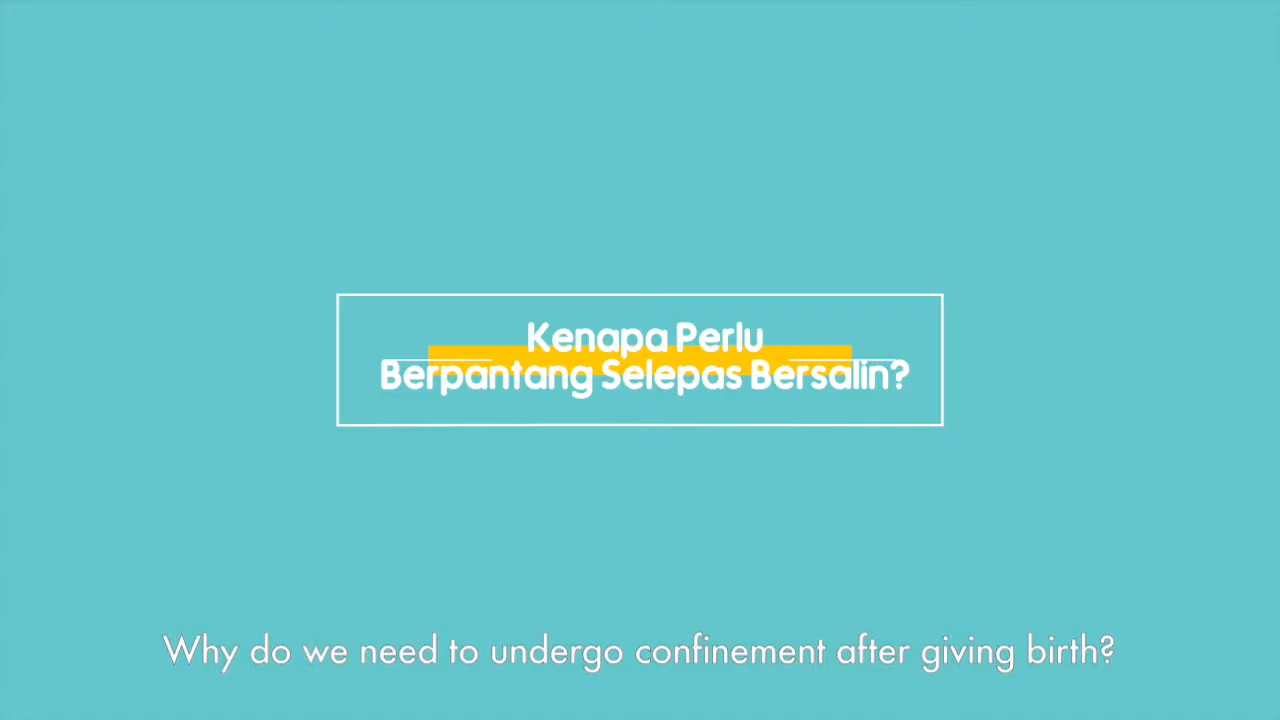 Kenapa Perlu
Berpantang Selepas Bersalin?
Why do we need to undergo confinement after giving birth?